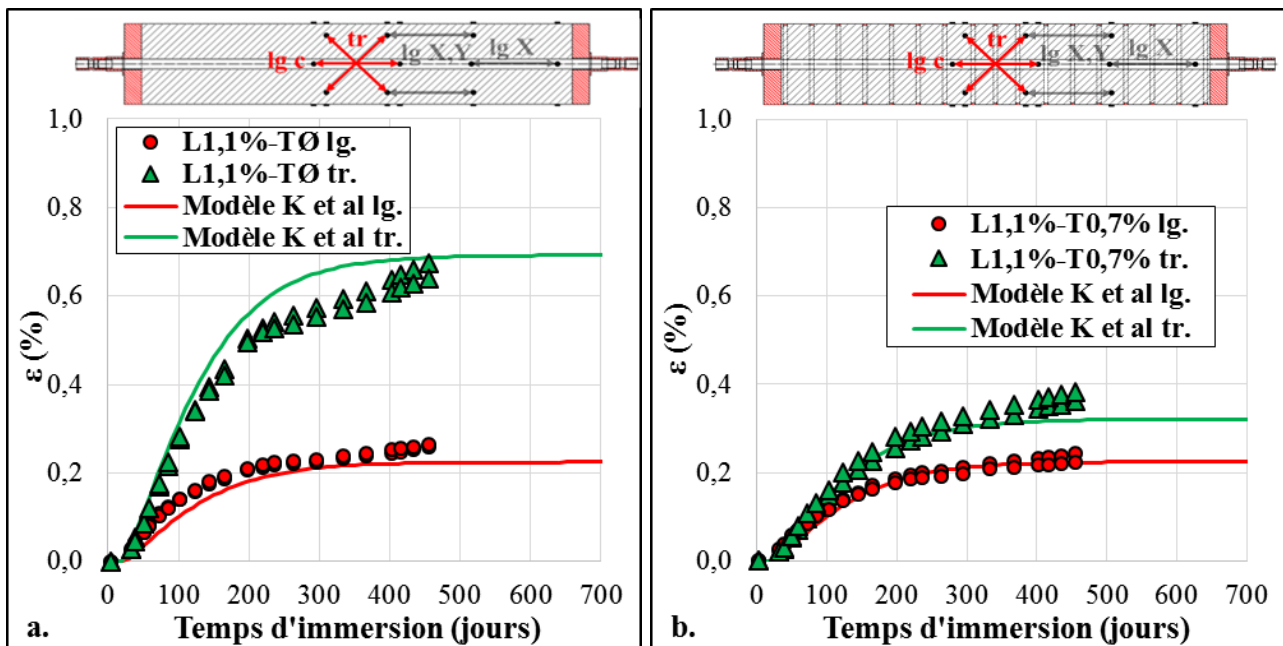 tr
lg c
lg X,Y
lg X
1,0
0,8
0,6
0,4
0,2
0,0
ε (%)
L1,1%-TØ lg.
L1,1%-TØ tr.
Modèle K et al lg.
Modèle K et al tr.
0 100 200 300 400 500 600 700
a. Temps d'immersion (jours)
tr
lg c
lg X,Y
lg X
1,0
0,8
0,6
0,4
0,2
0,0
ε (%)
L1,1%-T0,7% lg.
L1,1%-T0,7% tr.
Modèle K et al lg.
Modèle K et al tr.
0 100 200 300 400 500 600 700
b. Temps d'immersion (jours)